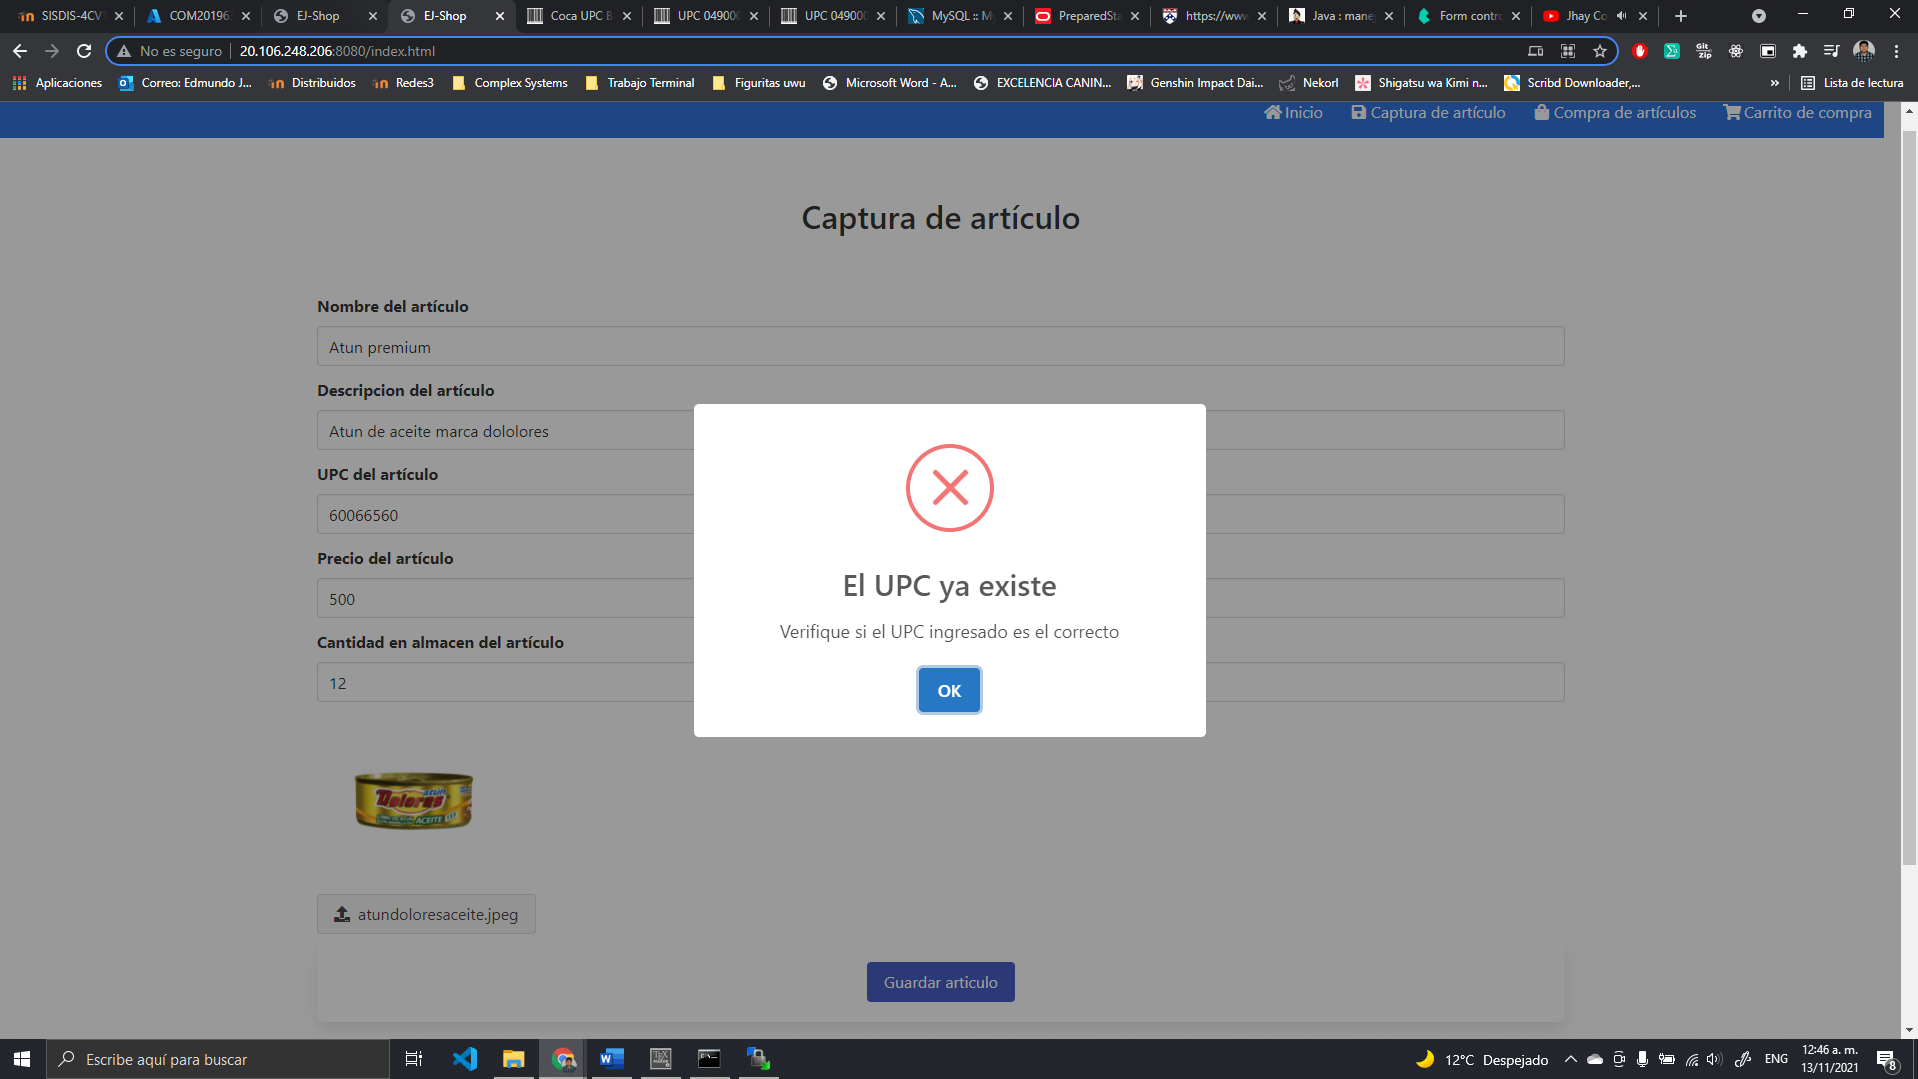 SISDIS-4CV
COM20196
EJ-Shop
EJ-Shop
Coca UPC B
UPC 04900
UPC 04900
MySQL :: M
PreparedSta
https://www
Java : mane
Form contro
Jhay Co
No es seguro
20.106.248.206:8080/index.html
Aplicaciones
Correo: Edmundo J...
Distribuidos
Redes3
Complex Systems
Trabajo Terminal
Figuritas uwu
Microsoft Word - A...
EXCELENCIA CANIN...
Genshin Impact Dai...
Nekorl
Shigatsu wa Kimi n...
Scribd Downloader,...
»
Lista de lectura
Inicio
Captura de artículo
Compra de artículos
Carrito de compra
Captura de artículo
Nombre del artículo
Atun premium
Descripcion del artículo
Atun de aceite marca dololores
UPC del artículo
60066560
Precio del artículo
500
Cantidad en almacen del artículo
12
El UPC ya existe
Verifique si el UPC ingresado es el correcto
OK
atún
Dolores
ACEITE
atundoloresaceite.jpeg
Guardar articulo
Escribe aquí para buscar
12°C Despejado
ENG
12:46 a. m.
13/11/2021
8